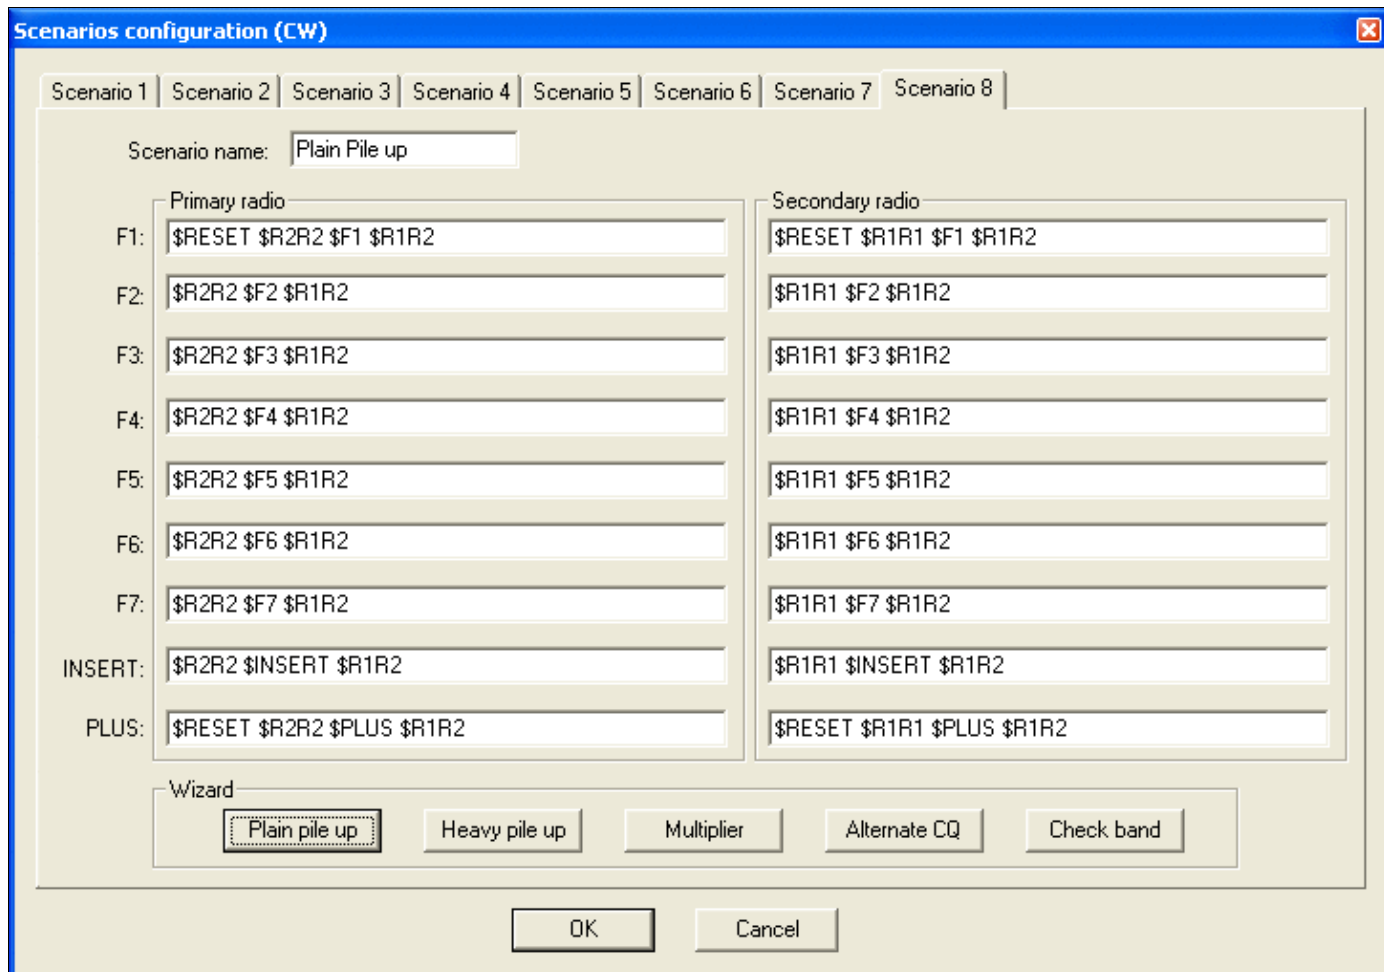 Scenarios configuration (CW)
Scenario 1 Scenario 2 Scenario 3 Scenario 4 Scenario 5 Scenario 6 Scenario 7 Scenario 8
Scenario name: Plain Pile up
Primary radio Secondary radio
F1: $RESET $R2R2 $F1 $R1R2 $RESET $R1R1 $F1 $R1R2
F2: $R2R2 $F2 $R1R2 $R1R1 $F2 $R1R2
F3: $R2R2 $F3 $R1R2 $R1R1 $F3 $R1R2
F4: $R2R2 $F4 $R1R2 $R1R1 $F4 $R1R2
F5: $R2R2 $F5 $R1R2 $R1R1 $F5 $R1R2
F6: $R2R2 $F6 $R1R2 $R1R1 $F6 $R1R2
F7: $R2R2 $F7 $R1R2 $R1R1 $F7 $R1R2
INSERT: $R2R2 $INSERT $R1R2 $R1R1 $INSERT $R1R2
PLUS: $RESET $R2R2 $PLUS $R1R2 $RESET $R1R1 $PLUS $R1R2
Wizard
Plain pile up Heavy pile up Multiplier Alternate CQ Check band
OK Cancel